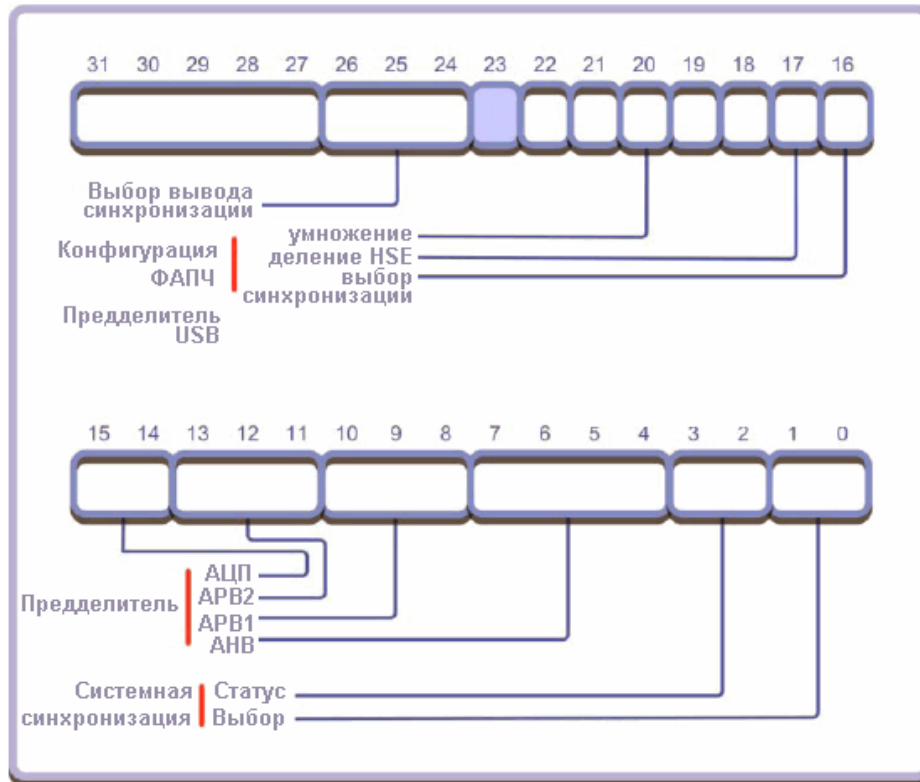 31 30 29 28 27 26 25 24 23 22 21 20 19 18 17 16
Выбор вывода
синхронизации
умножение
Конфигурация
деление HSE
ФАПЧ
выбор
синхронизации
Предделитель
USB
15 14 13 12 11 10 9 8 7 6 5 4 3 2 1 0
АЦП
Предделитель
APB2
APB1
AHB
Системная
Статус
синхронизация
Выбор